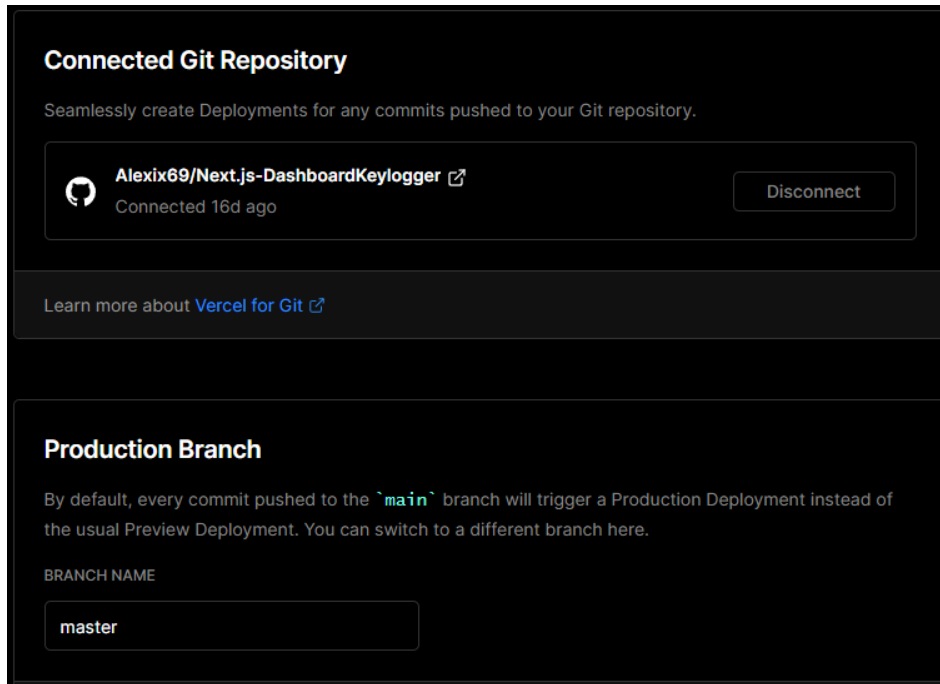 Connected Git Repository
Seamlessly create Deployments for any commits pushed to your Git repository.
Alexix69/Next.js-DashboardKeylogger
Connected 16d ago
Disconnect
Learn more about Vercel for Git
Production Branch
By default, every commit pushed to the `main` branch will trigger a Production Deployment instead of
the usual Preview Deployment. You can switch to a different branch here.
BRANCH NAME
master